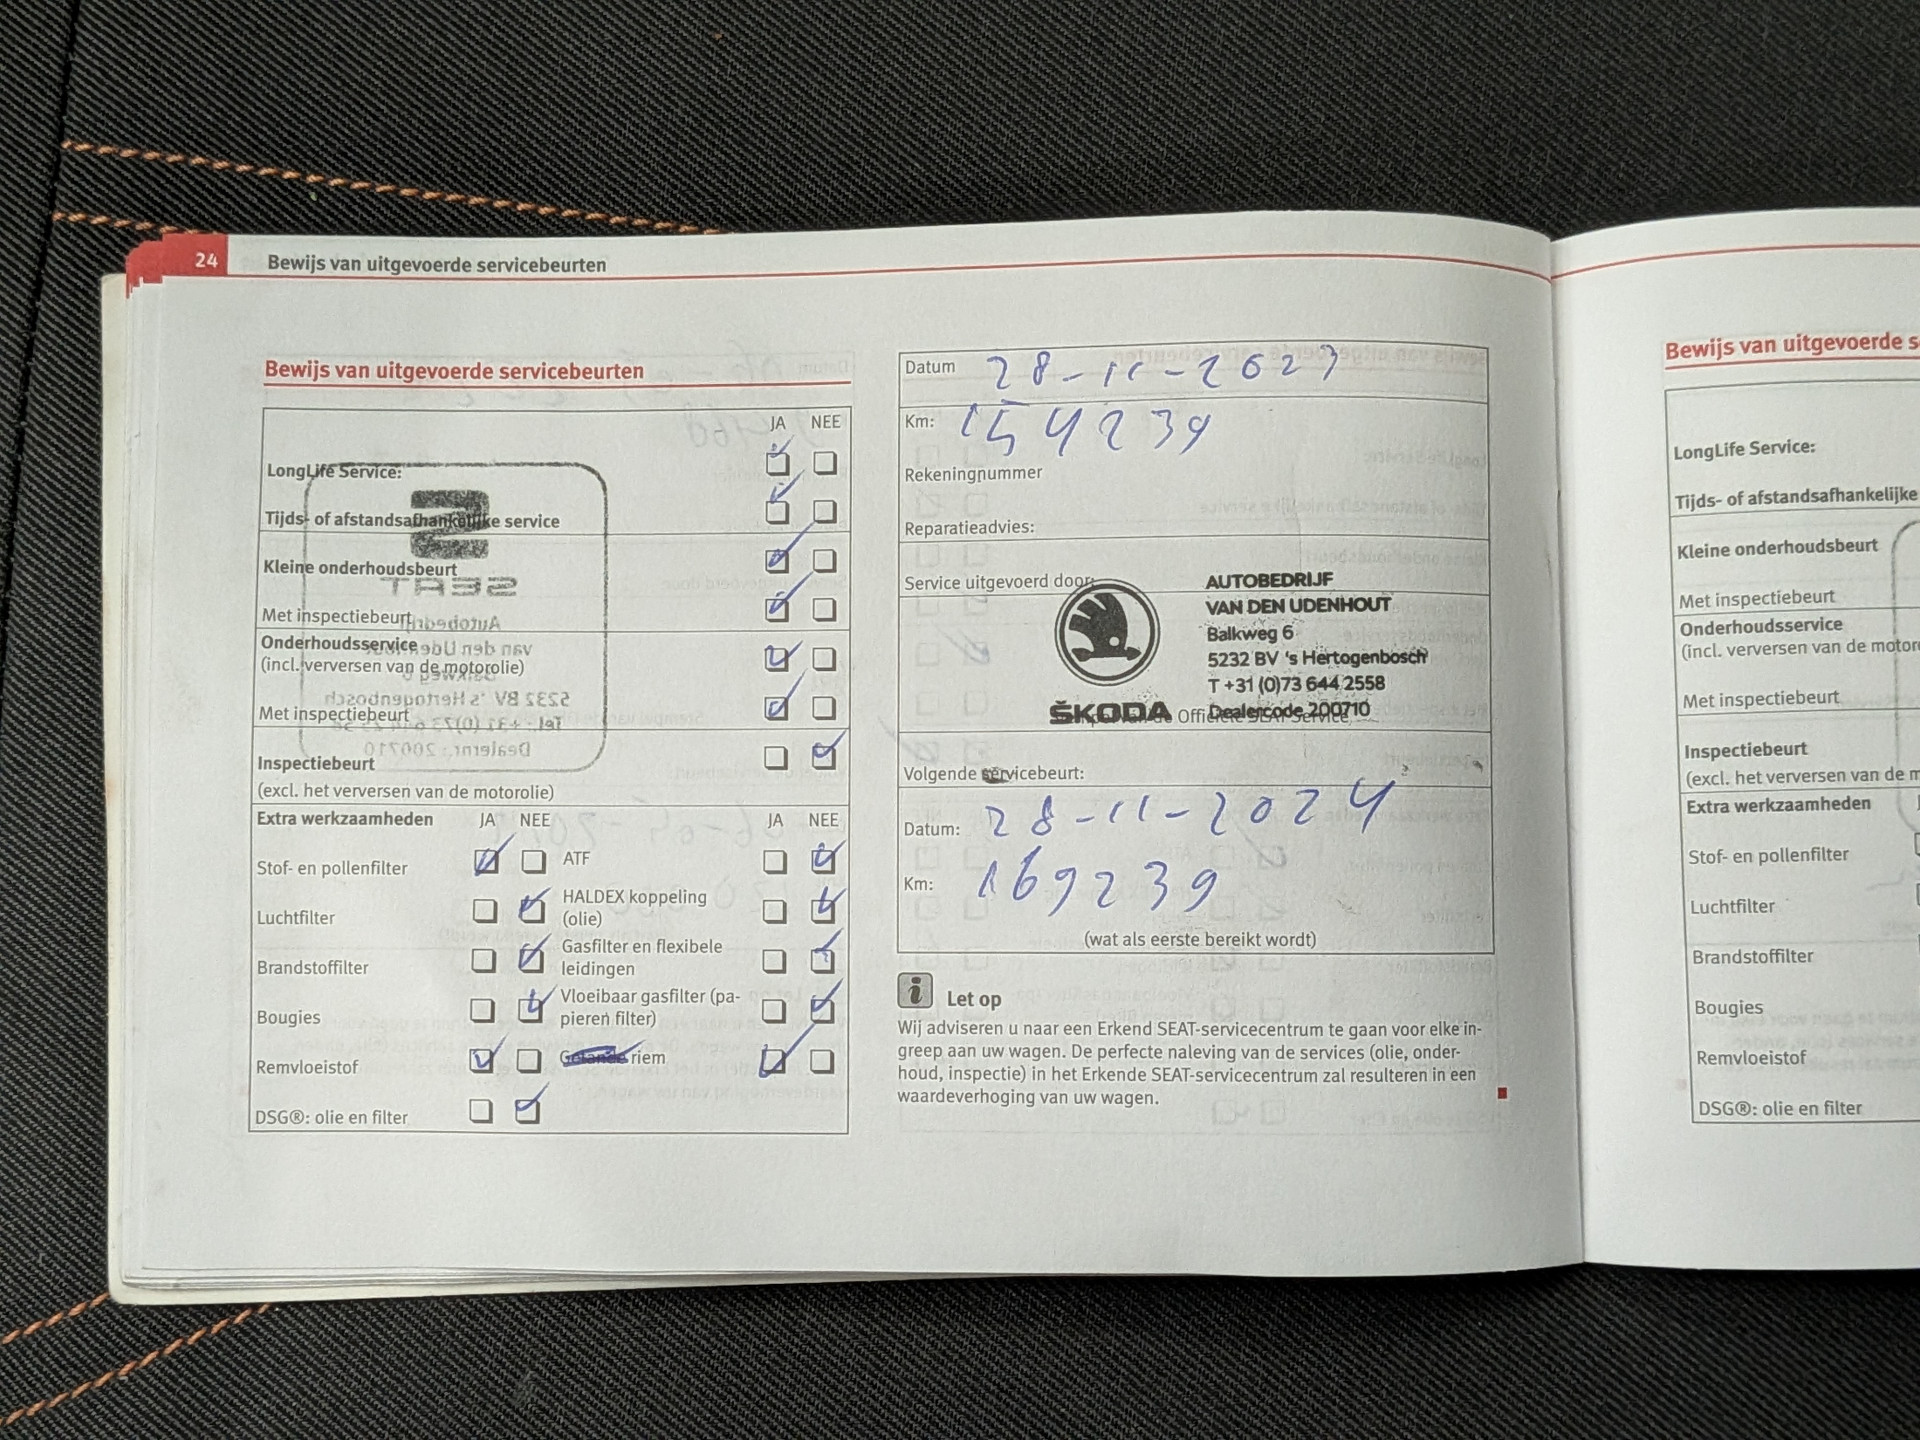 24
Bewijs van uitgevoerde servicebeurten
Bewijs van uitgevoerde servicebeurten
JA NEE
LongLife Service:
Tijds- of afstandsafhankelijke service
Kleine onderhoudsbeurt
Met inspectiebeurt
Onderhoudsservice
(incl. verversen van de motorolie)
Met inspectiebeurt
Inspectiebeurt
(excl. het verversen van de motorolie)
Extra werkzaamheden JA NEE JA NEE
Stof- en pollenfilter
ATF
Luchtfilter
HALDEX koppeling
(olie)
Brandstoffilter
Gasfilter en flexibele
leidingen
Bougies
Vloeibaar gasfilter (pa-
pieren filter)
Remvloeistof
riem
DSG®: olie en filter
Datum 28-11-2023
Km: 154239
Rekeningnummer
Reparatieadvies:
Service uitgevoerd door:
ŠKODA
AUTOBEDRIJF
VAN DEN UDENHOUT
Balkweg 6
5232 BV 's Hertogenbosch
T +31 (0)73 644 2558
Dealercode 200710
Volgende servicebeurt:
Datum: 28-11-2024
Km: 169239
(wat als eerste bereikt wordt)
Let op
Wij adviseren u naar een Erkend SEAT-servicecentrum te gaan voor elke in-
greep aan uw wagen. De perfecte naleving van de services (olie, onder-
houd, inspectie) in het Erkende SEAT-servicecentrum zal resulteren in een
waardeverhoging van uw wagen.
Bewijs van uitgevoerde s
LongLife Service:
Tijds- of afstandsafhankelijke
Kleine onderhoudsbeurt
Met inspectiebeurt
Onderhoudsservice
(incl. verversen van de motor
Met inspectiebeurt
Inspectiebeurt
(excl. het verversen van de m
Extra werkzaamheden
Stof- en pollenfilter
Luchtfilter
Brandstoffilter
Bougies
Remvloeistof
DSG®: olie en filter